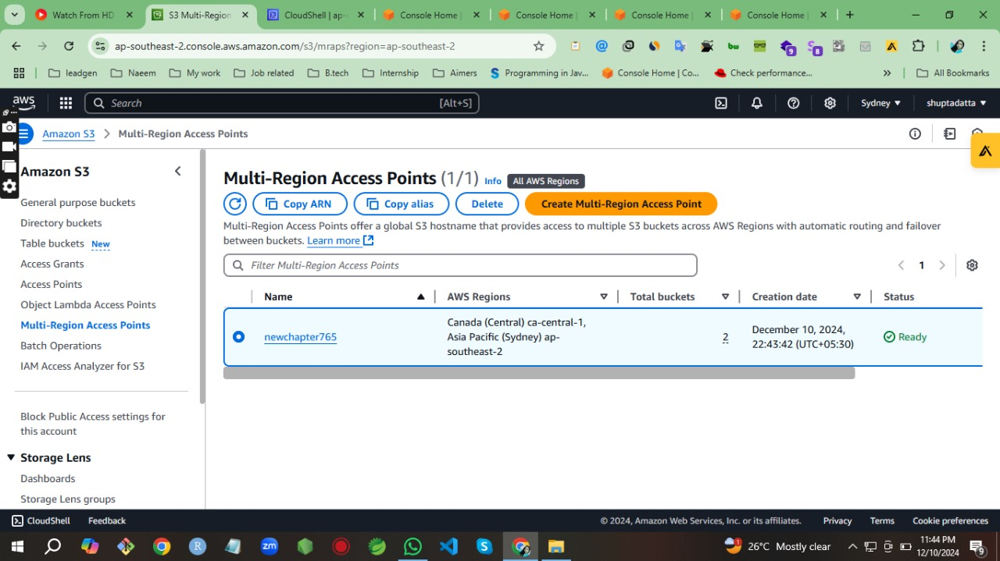 Watch From HD
S3 Multi-Region
CloudShell | ap-
Console Home |
Console Home |
Console Home |
Console Home |
ap-southeast-2.console.aws.amazon.com/s3/mraps?region=ap-southeast-2
bw
9
8
leadgen
Naeem
My work
Job related
B.tech
Internship
Aimers
Programming in Jav...
Console Home | Co...
Check performance...
All Bookmarks
aws
Search
[Alt+S]
Sydney
shuptadatta
Amazon S3
Multi-Region Access Points
Amazon S3
General purpose buckets
Directory buckets
Table buckets New
Access Grants
Access Points
Object Lambda Access Points
Multi-Region Access Points
Batch Operations
IAM Access Analyzer for S3
Block Public Access settings for
this account
Storage Lens
Dashboards
Storage Lens groups
Multi-Region Access Points (1/1) Info All AWS Regions
Copy ARN
Copy alias
Delete
Create Multi-Region Access Point
Multi-Region Access Points offer a global S3 hostname that provides access to multiple S3 buckets across AWS Regions with automatic routing and failover
between buckets. Learn more
Filter Multi-Region Access Points
1
Name
AWS Regions
Total buckets
Creation date
Status
newchapter765
Canada (Central) ca-central-1,
Asia Pacific (Sydney) ap-
southeast-2
2
December 10, 2024,
22:43:42 (UTC+05:30)
Ready
CloudShell
Feedback
© 2024, Amazon Web Services, Inc. or its affiliates.
Privacy
Terms
Cookie preferences
R
zm
S
1
26°C Mostly clear
11:44 PM
12/10/2024
9